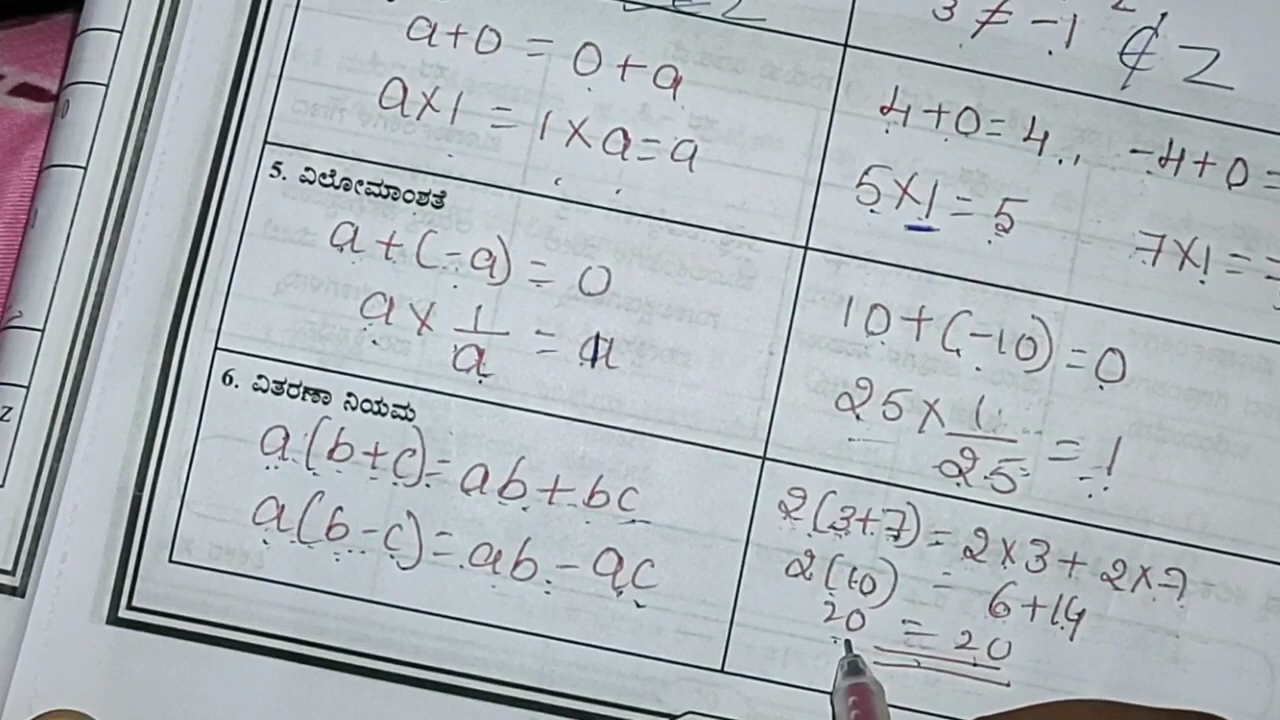 3 ≠ -1 ∉ Z
a+0 = 0+a
a×1 = 1×a=a
4+0=4,, -4+0=
5×1=5 7×1=
5. ವಿಲೋಮಾಂಶತೆ
a+(-a)=0
a×1/a=1
10+(-10)=0
25×1/25=1
6. ವಿತರಣಾ ನಿಯಮ
a(b+c)=ab+bc
a(b-c)=ab-ac
2(3+7)=2×3+2×7
2(10) = 6+14
20 = 20